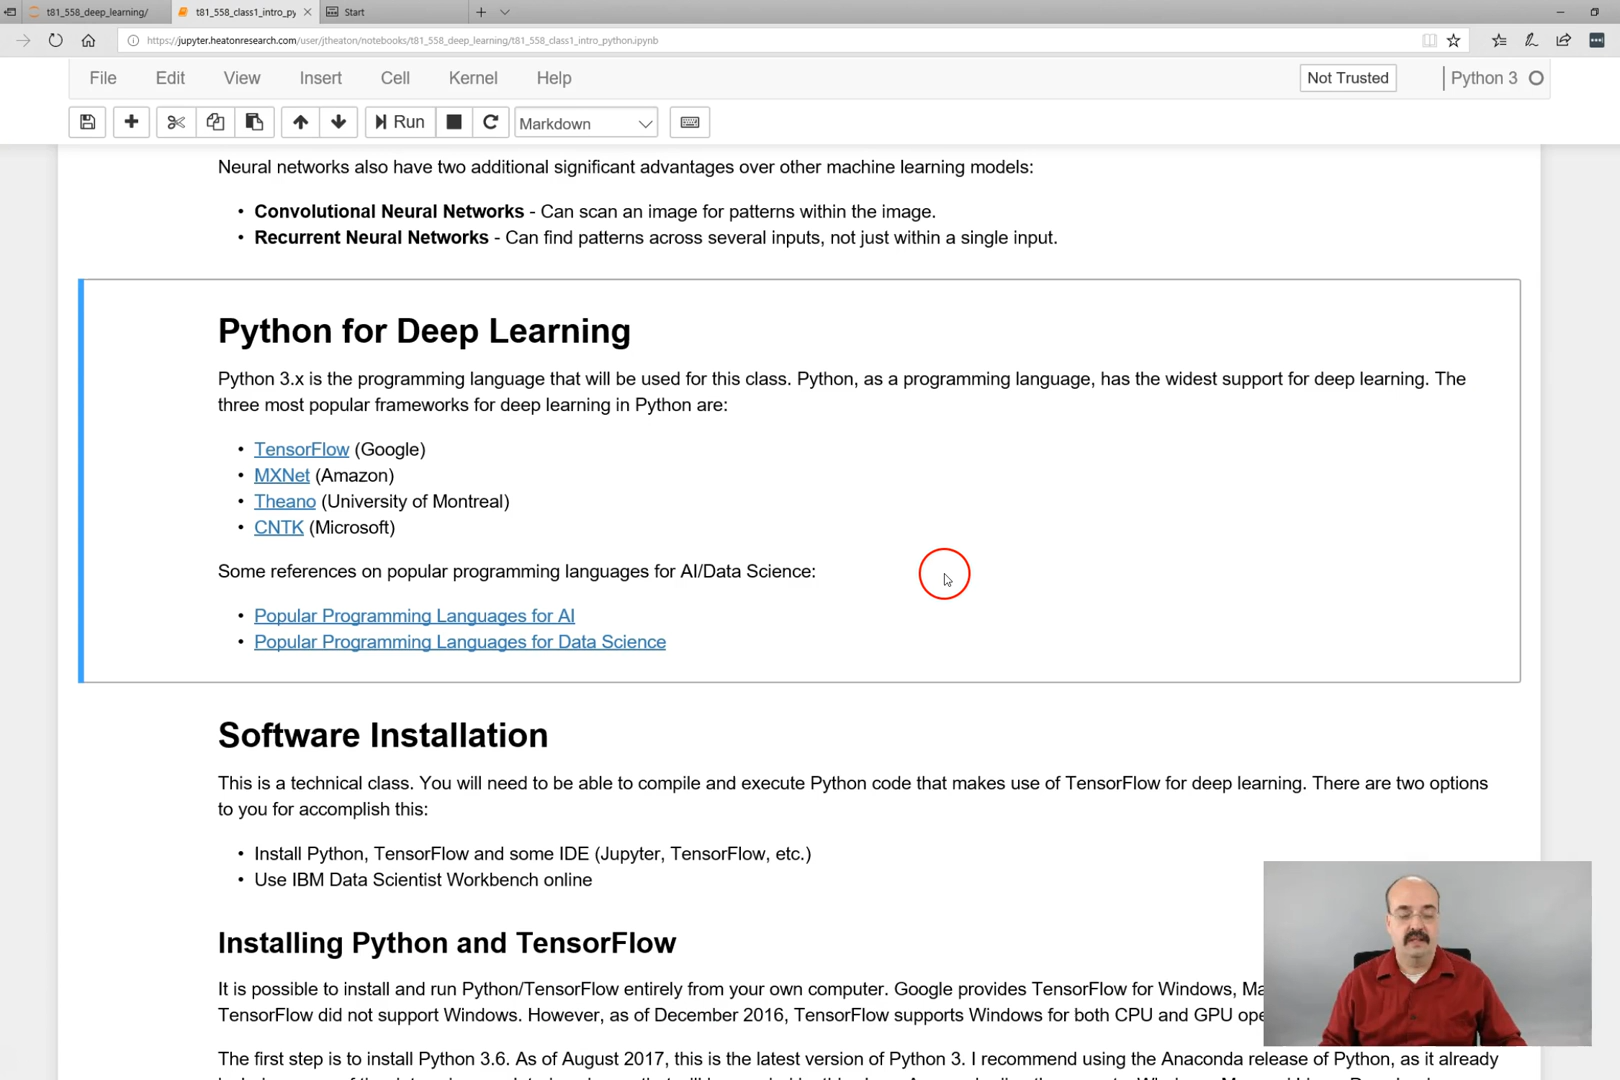 t81_558_deep_learning/
t81_558_class1_intro_py
Start
https://jupyter.heatonresearch.com/user/jtheaton/notebooks/t81_558_deep_learning/t81_558_class1_intro_python.ipynb
File Edit View Insert Cell Kernel Help
Not Trusted
Python 3
Run
Markdown
Neural networks also have two additional significant advantages over other machine learning models:
• Convolutional Neural Networks - Can scan an image for patterns within the image.
• Recurrent Neural Networks - Can find patterns across several inputs, not just within a single input.
Python for Deep Learning
Python 3.x is the programming language that will be used for this class. Python, as a programming language, has the widest support for deep learning. The
three most popular frameworks for deep learning in Python are:
• TensorFlow (Google)
• MXNet (Amazon)
• Theano (University of Montreal)
• CNTK (Microsoft)
Some references on popular programming languages for AI/Data Science:
• Popular Programming Languages for AI
• Popular Programming Languages for Data Science
Software Installation
This is a technical class. You will need to be able to compile and execute Python code that makes use of TensorFlow for deep learning. There are two options
to you for accomplish this:
• Install Python, TensorFlow and some IDE (Jupyter, TensorFlow, etc.)
• Use IBM Data Scientist Workbench online
Installing Python and TensorFlow
It is possible to install and run Python/TensorFlow entirely from your own computer. Google provides TensorFlow for Windows, Ma
TensorFlow did not support Windows. However, as of December 2016, TensorFlow supports Windows for both CPU and GPU ope
The first step is to install Python 3.6. As of August 2017, this is the latest version of Python 3. I recommend using the Anaconda release of Python, as it already